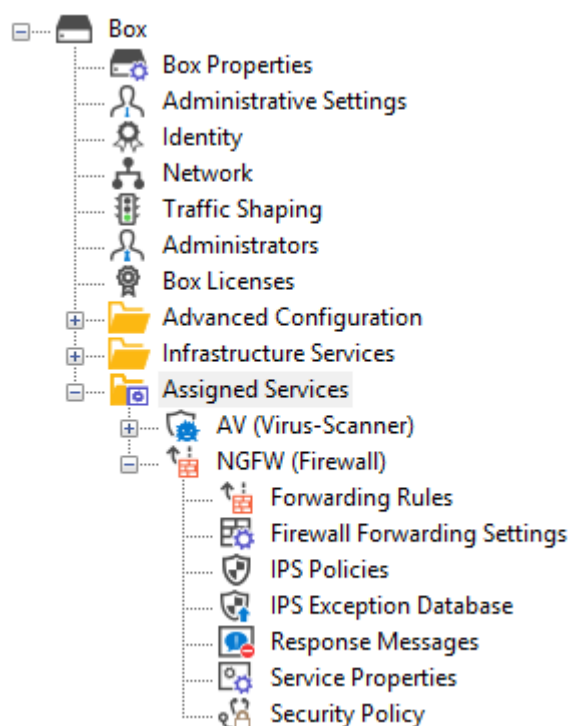 Box
Box Properties
Administrative Settings
Identity
Network
Traffic Shaping
Administrators
Box Licenses
Advanced Configuration
Infrastructure Services
Assigned Services
AV (Virus-Scanner)
NGFW (Firewall)
Forwarding Rules
Firewall Forwarding Settings
IPS Policies
IPS Exception Database
Response Messages
Service Properties
Security Policy